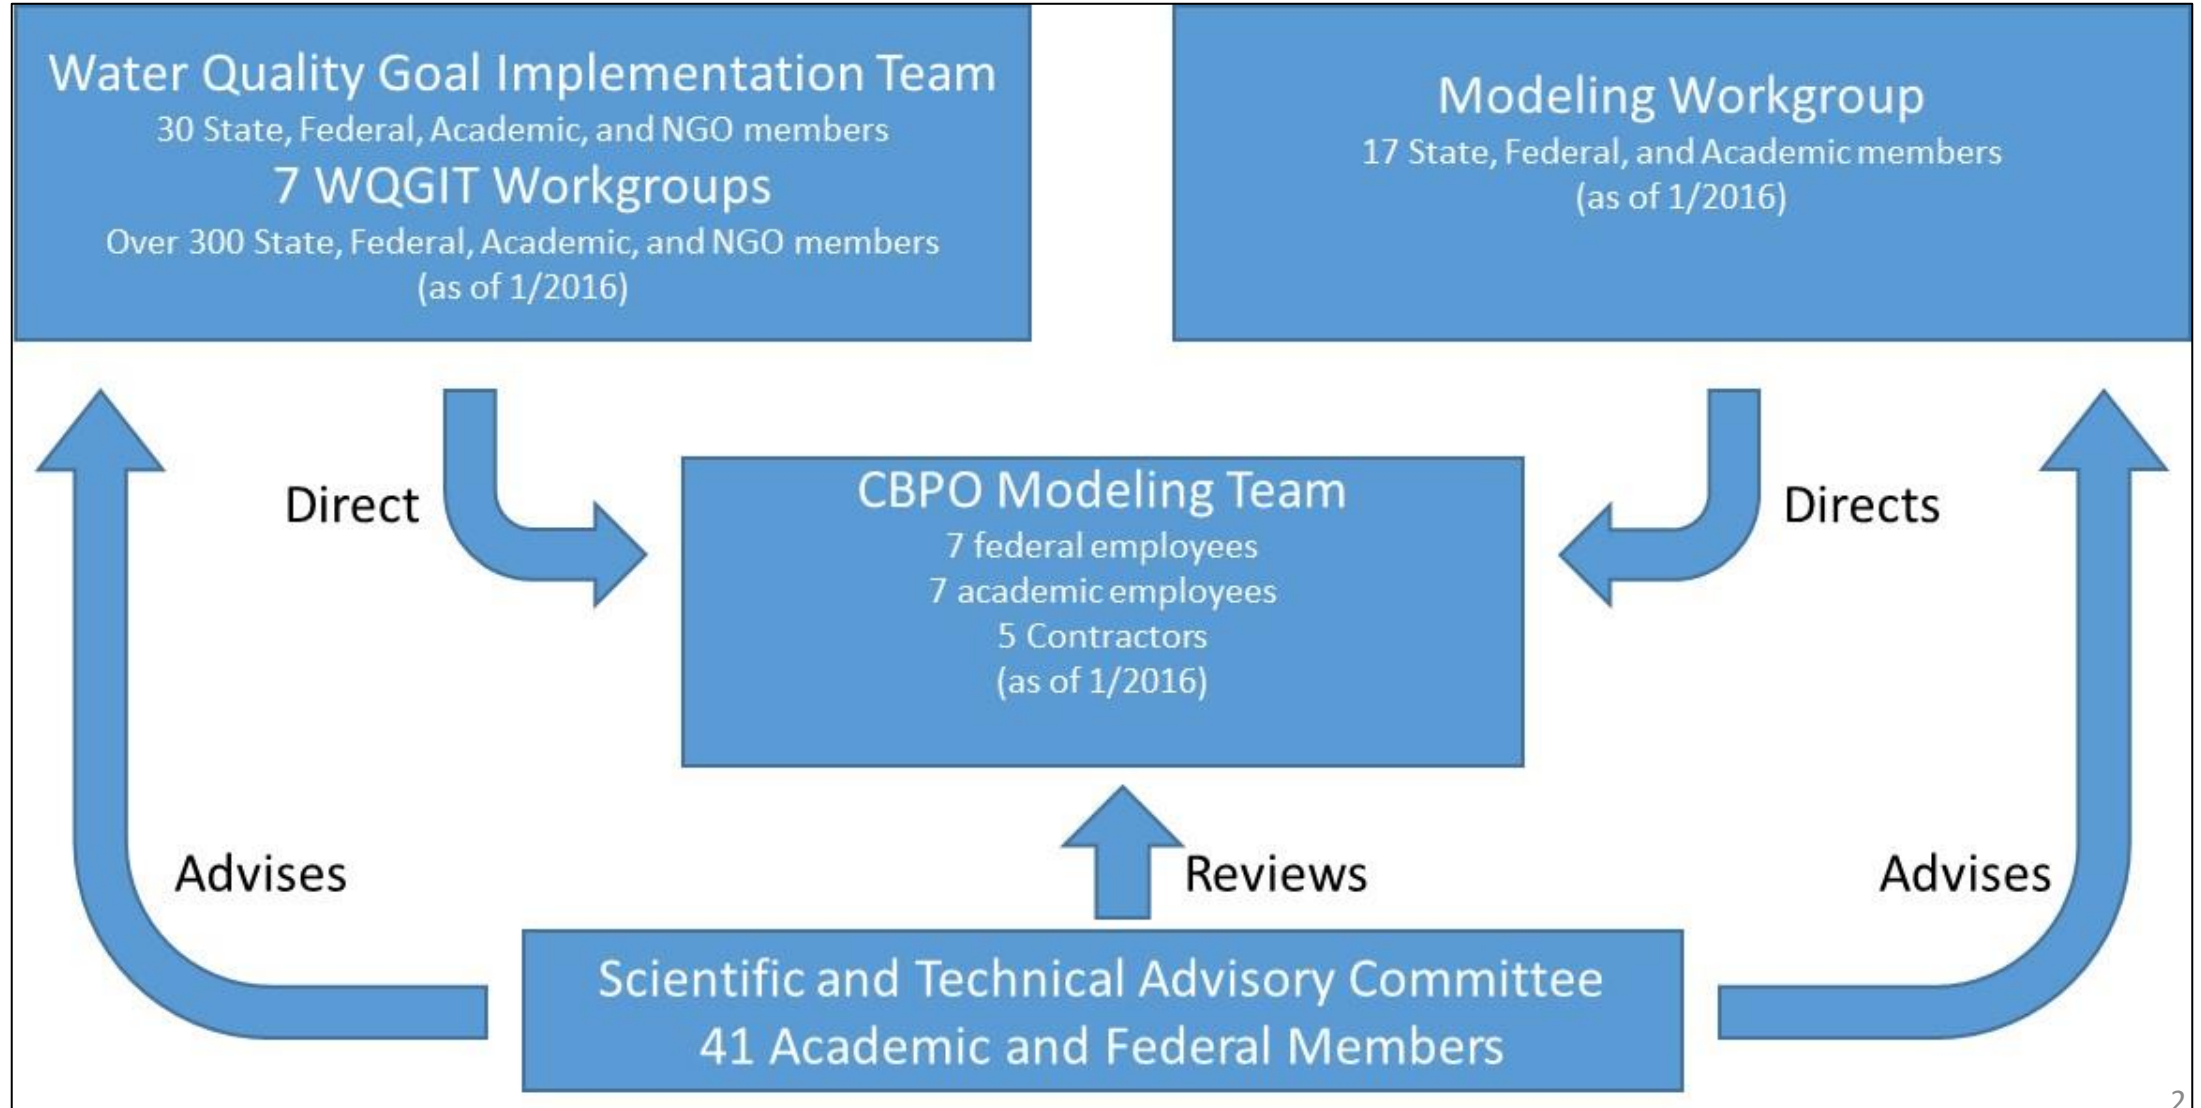 Water Quality Goal Implementation Team
30 State, Federal, Academic, and NGO members
7 WQGIT Workgroups
Over 300 State, Federal, Academic, and NGO members
(as of 1/2016)
Modeling Workgroup
17 State, Federal, and Academic members
(as of 1/2016)
Direct
Directs
CBPO Modeling Team
7 federal employees
7 academic employees
5 Contractors
(as of 1/2016)
Advises
Reviews
Advises
Scientific and Technical Advisory Committee
41 Academic and Federal Members
2